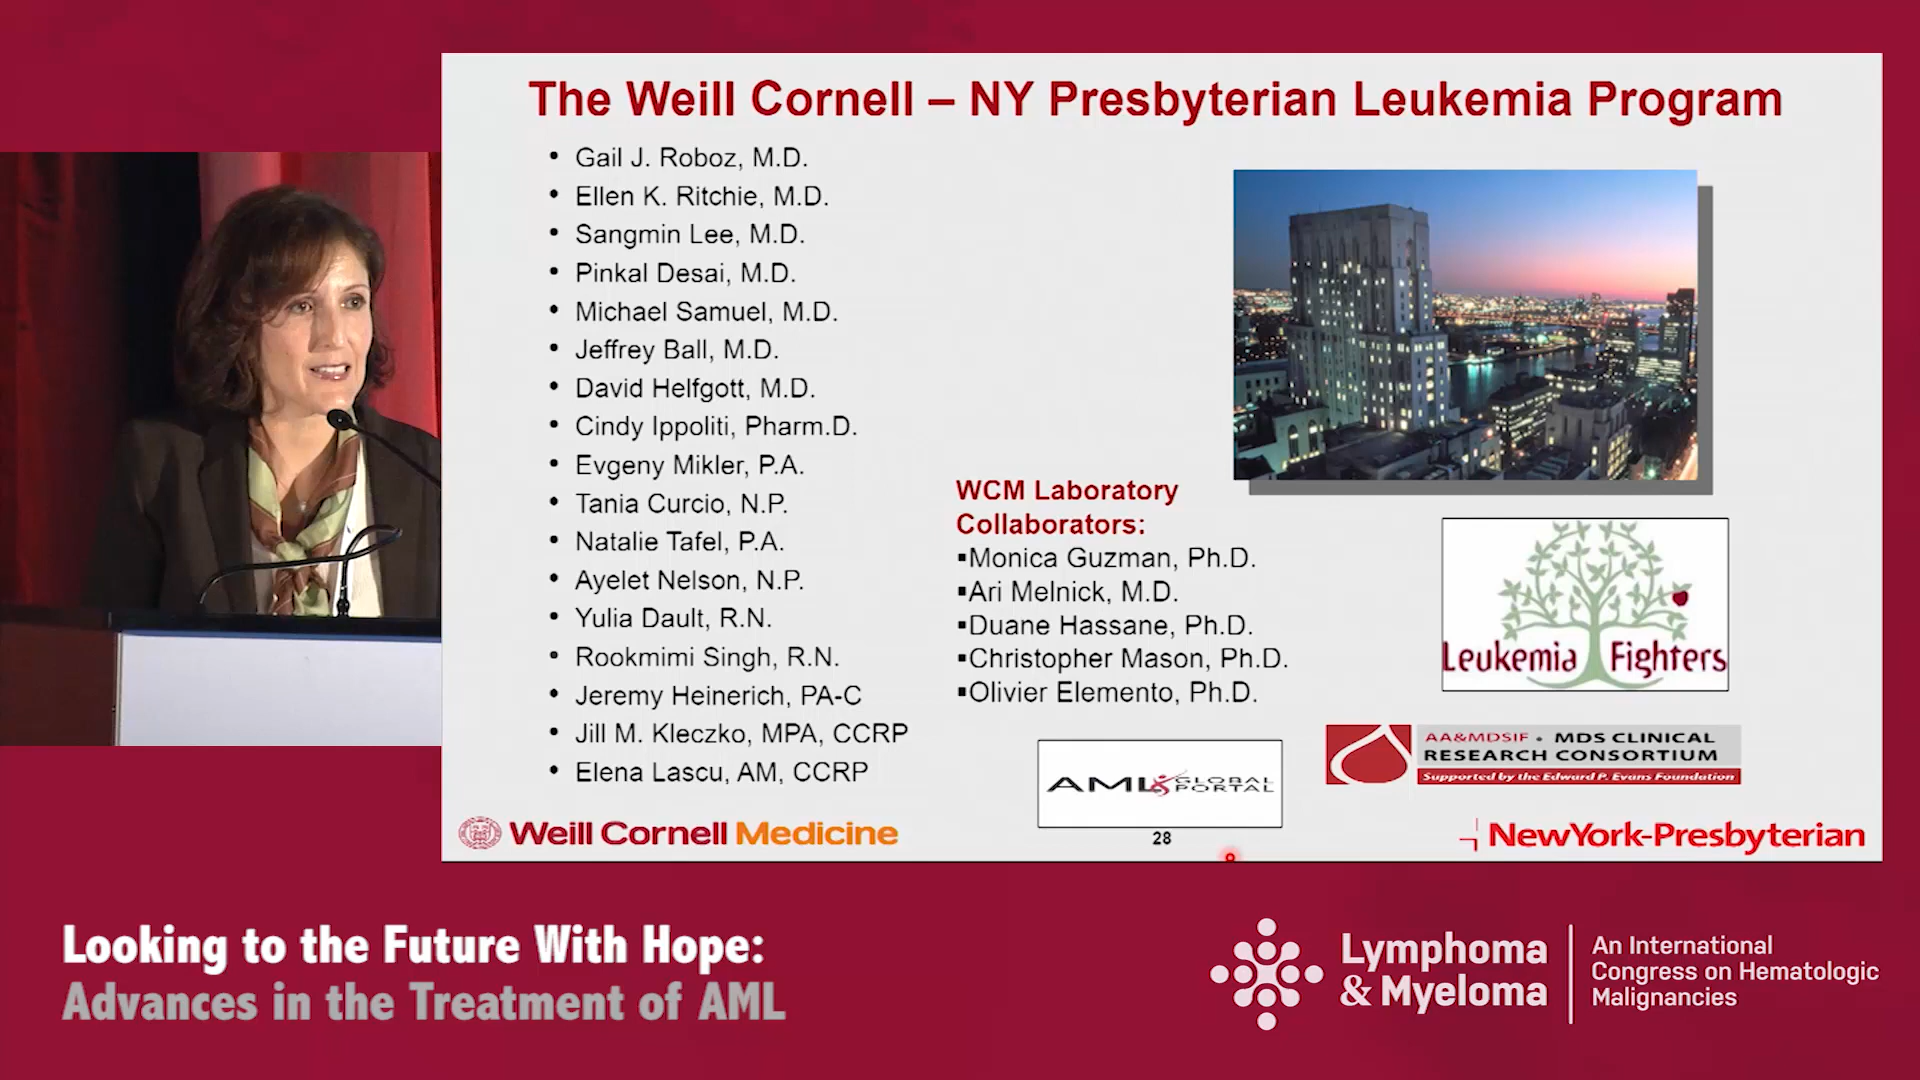 The Weill Cornell – NY Presbyterian Leukemia Program
• Gail J. Roboz, M.D.
• Ellen K. Ritchie, M.D.
• Sangmin Lee, M.D.
• Pinkal Desai, M.D.
• Michael Samuel, M.D.
• Jeffrey Ball, M.D.
• David Helfgott, M.D.
• Cindy Ippoliti, Pharm.D.
• Evgeny Mikler, P.A.
• Tania Curcio, N.P.
• Natalie Tafel, P.A.
• Ayelet Nelson, N.P.
• Yulia Dault, R.N.
• Rookmimi Singh, R.N.
• Jeremy Heinerich, PA-C
• Jill M. Kleczko, MPA, CCRP
• Elena Lascu, AM, CCRP
WCM Laboratory
Collaborators:
▪Monica Guzman, Ph.D.
▪Ari Melnick, M.D.
▪Duane Hassane, Ph.D.
▪Christopher Mason, Ph.D.
▪Olivier Elemento, Ph.D.
Leukemia Fighters
AML GLOBAL
PORTAL
AA&MDSIF • MDS CLINICAL
RESEARCH CONSORTIUM
Supported by the Edward P. Evans Foundation
Weill Cornell Medicine
28
NewYork-Presbyterian
Looking to the Future With Hope:
Advances in the Treatment of AML
Lymphoma
& Myeloma
An International
Congress on Hematologic
Malignancies